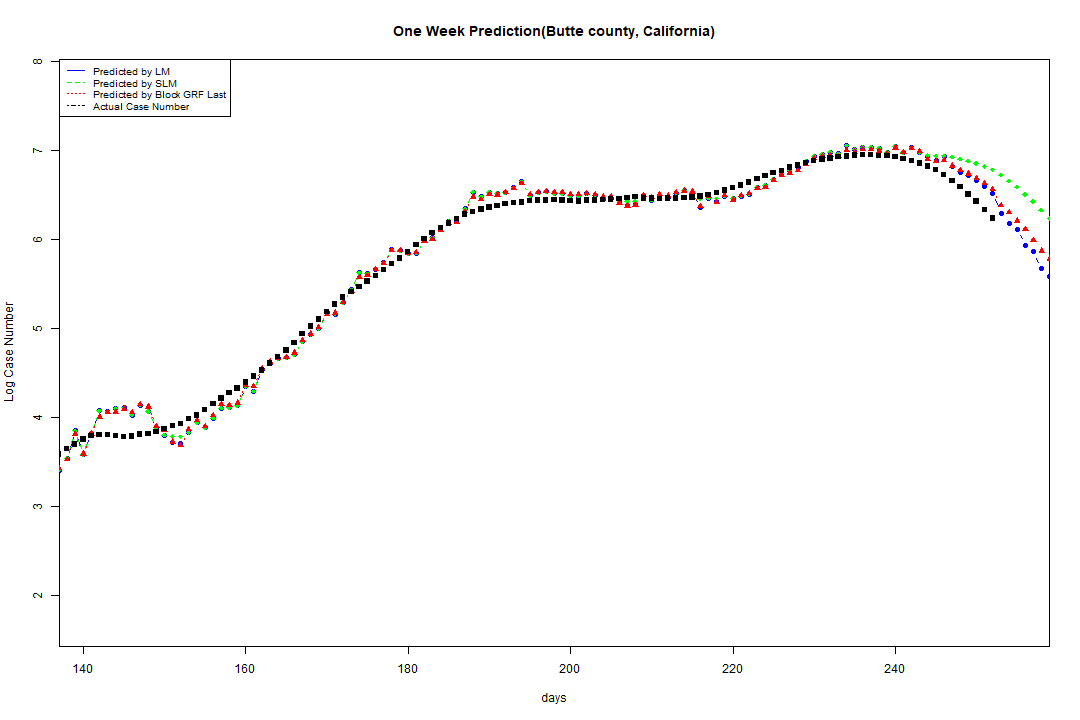 One Week Prediction(Butte county, California)
Predicted by LM
Predicted by SLM
Predicted by Block GRF Last
Actual Case Number
8
7
6
5
4
3
2
Log Case Number
140 160 180 200 220 240
days